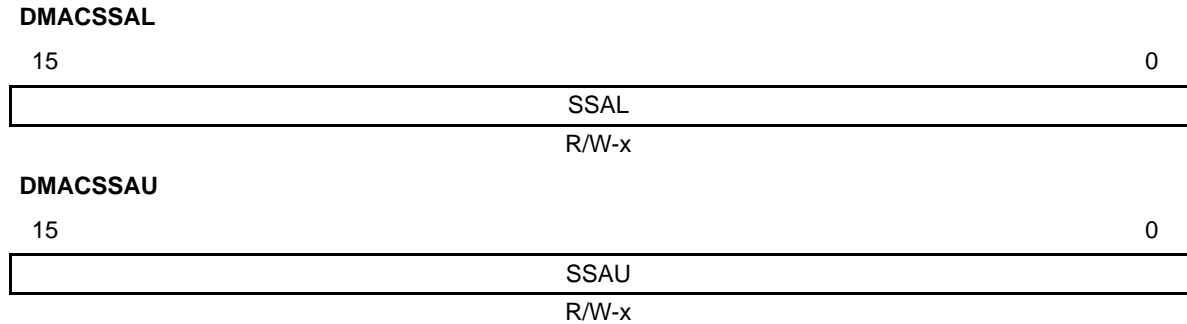 DMACSSAL
15 0
SSAL
R/W-x
DMACSSAU
15 0
SSAU
R/W-x